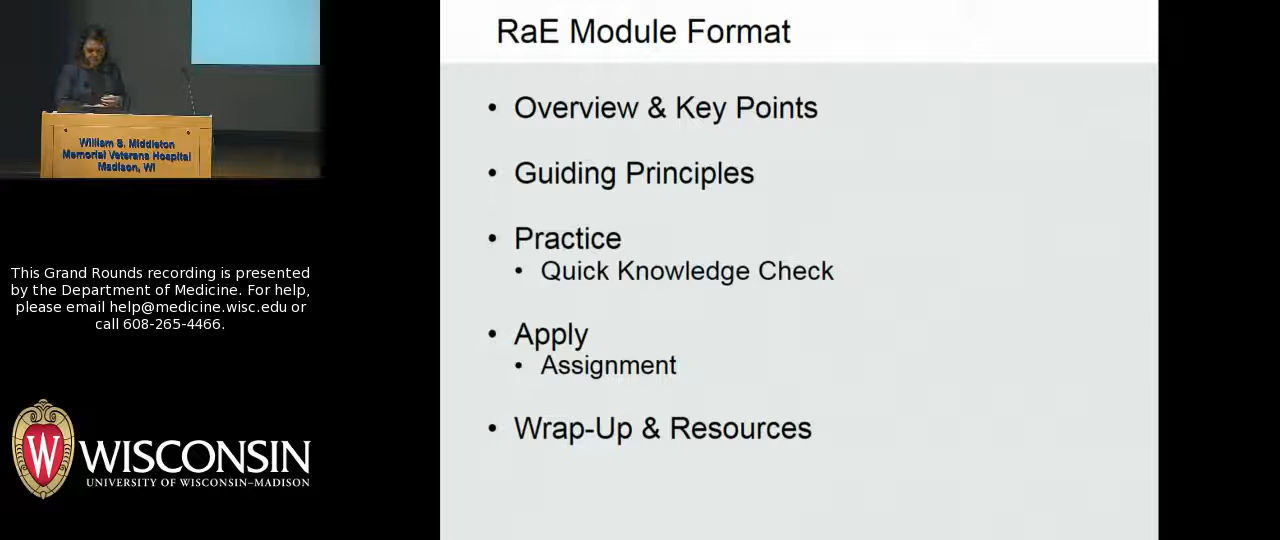 William S. Middleton
Memorial Veterans Hospital
Madison, WI
This Grand Rounds recording is presented
by the Department of Medicine. For help,
please email help@medicine.wisc.edu or
call 608-265-4466.
W WISCONSIN
UNIVERSITY OF WISCONSIN–MADISON
RaE Module Format
• Overview & Key Points
• Guiding Principles
• Practice
• Quick Knowledge Check
• Apply
• Assignment
• Wrap-Up & Resources